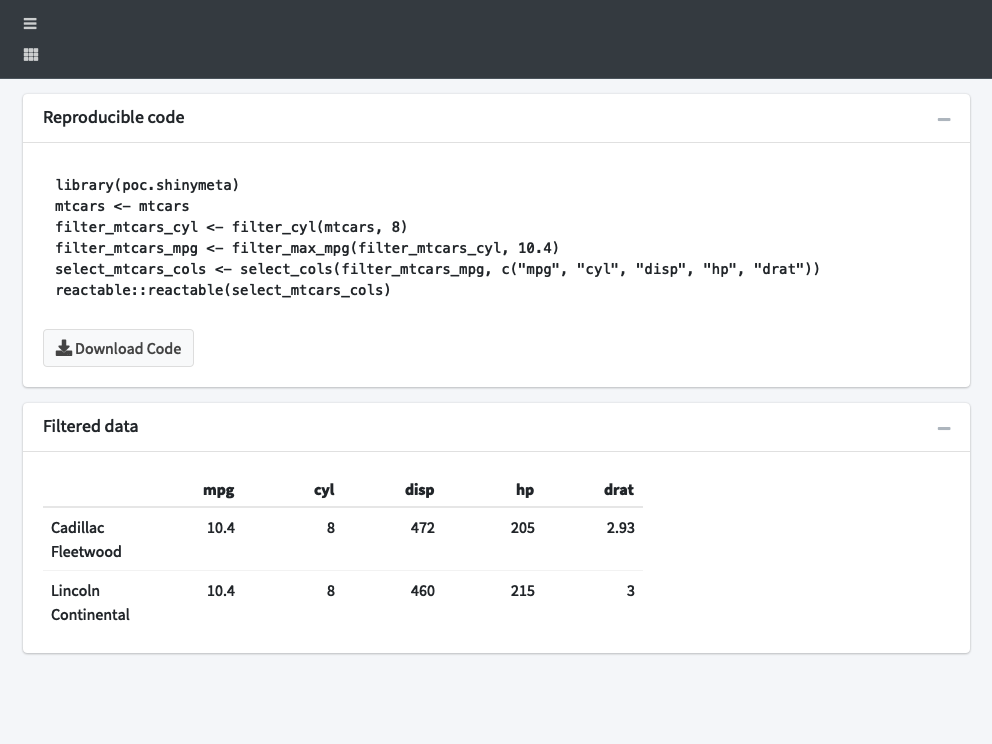 Reproducible code
library(poc.shinymeta)
mtcars <- mtcars
filter_mtcars_cyl <- filter_cyl(mtcars, 8)
filter_mtcars_mpg <- filter_max_mpg(filter_mtcars_cyl, 10.4)
select_mtcars_cols <- select_cols(filter_mtcars_mpg, c("mpg", "cyl", "disp", "hp", "drat"))
reactable::reactable(select_mtcars_cols)
Download Code
Filtered data
mpg cyl disp hp drat
Cadillac 10.4 8 472 205 2.93
Fleetwood
Lincoln 10.4 8 460 215 3
Continental